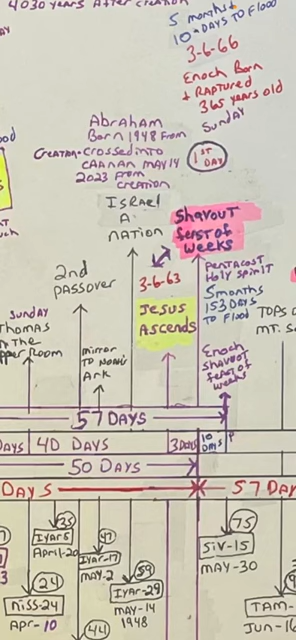 4030 years After creation
5 months +
10 DAYS TO Flood
3-6-66
Enoch Born
+ RAPTURED
365 years old
SUNDAY
1ST
DAY
Abraham
Born 1948 From
Creation-crossed into
CAANAN MAY 14
2023 From
creation
ISRael
A
NATION
Shavout
feast of
weeks
3-6-63
Jesus
Ascends
PENTACOST
Holy Spirit
5 months
153 DAYS
TO Flood
Enoch
Shavout
feast of
weeks
2nd
PASSOVER
mirror
TO NOAHS
Ark
SUNDAY
Thomas
In the
Room
TOPS
MT. S
57 DAYS
DAYS
40 DAYS
3 DAYS
10
DAYS
P
50 DAYS
DAYS
57 DAY
35
Iyar 5
April-20
24
NISS-24
APR-10
47
Iyar-17
MAY-2
44
59
Iyar-29
MAY-14
1948
75
SIV-15
MAY-30
TAM-
JUN-16